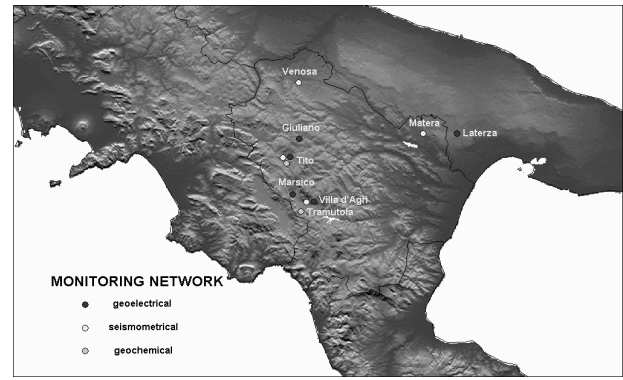 Venosa
Matera
Laterza
Giuliano
Tito
Marsico
Villa d'Agri
Tramutola
MONITORING NETWORK
geoelectrical
seismometrical
geochemical